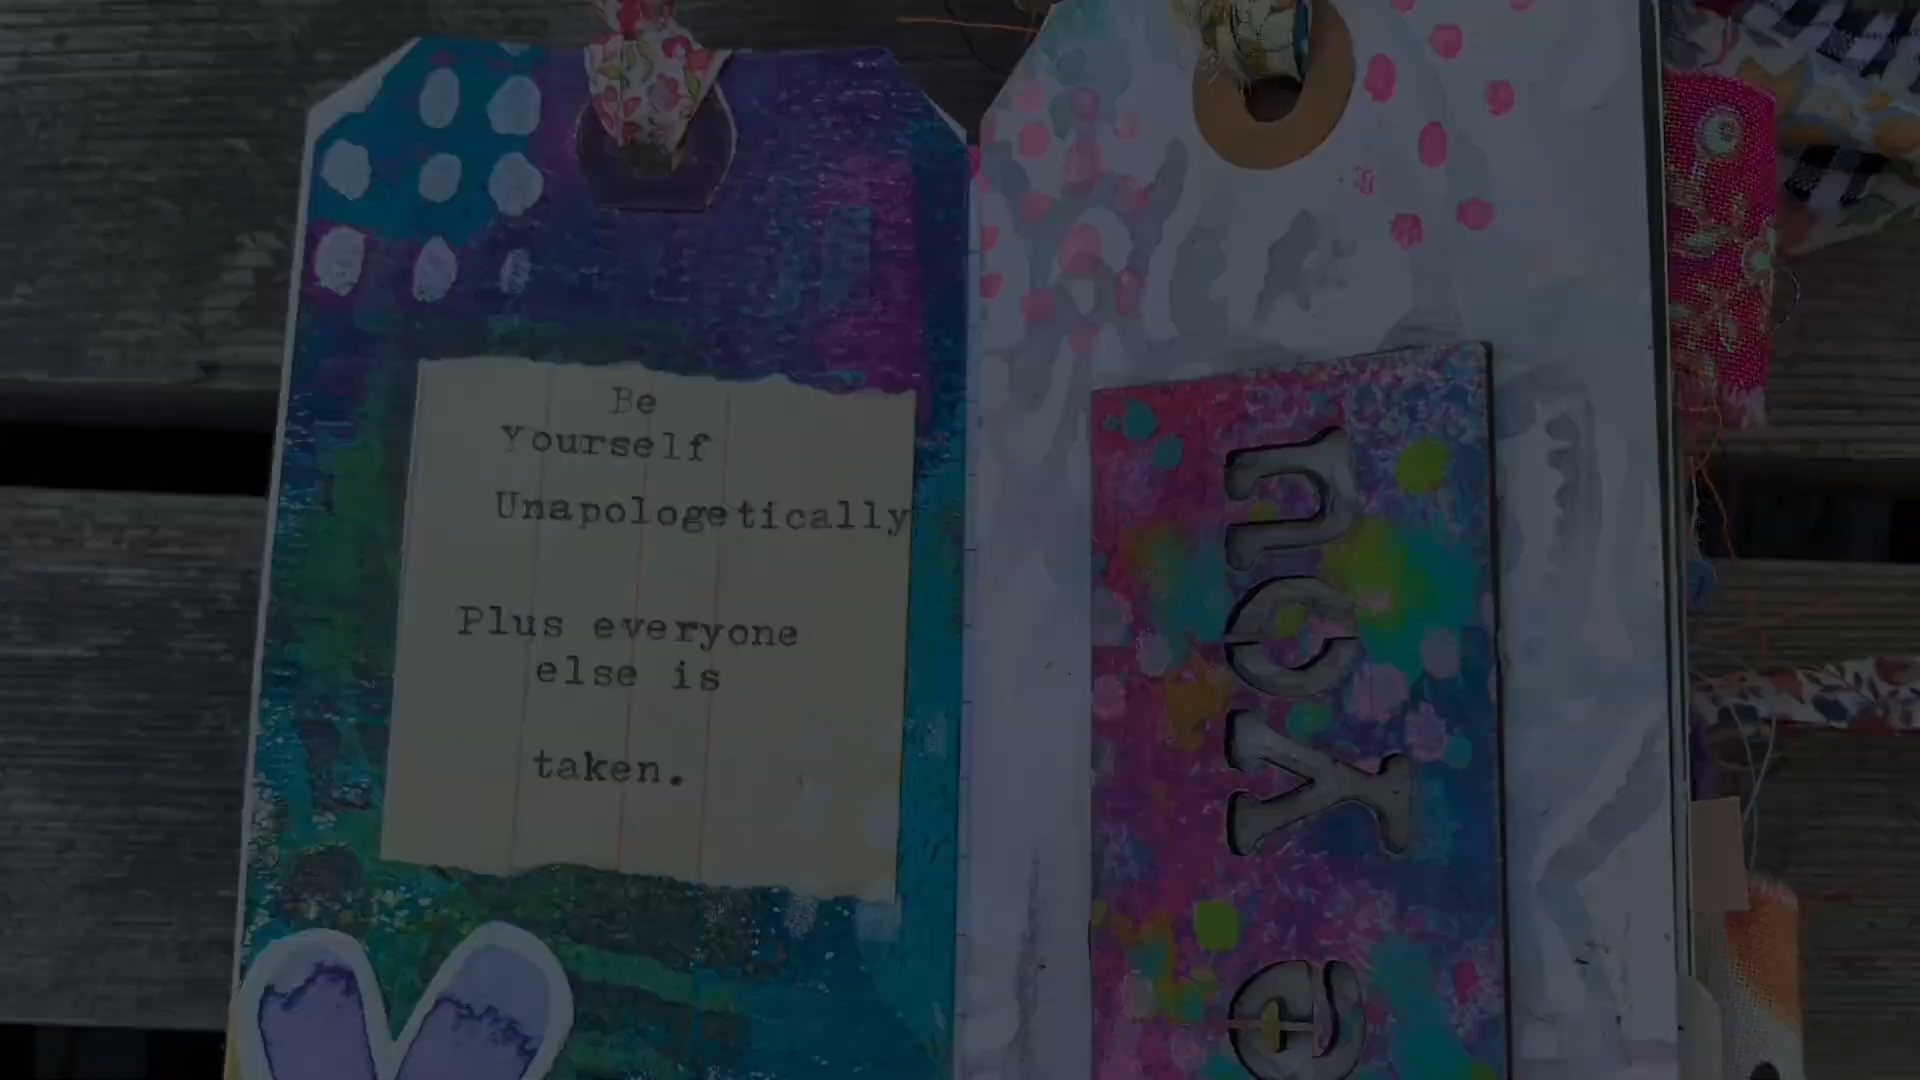 Be
Yourself
Unapologetically
Plus everyone
else is
taken.
e you